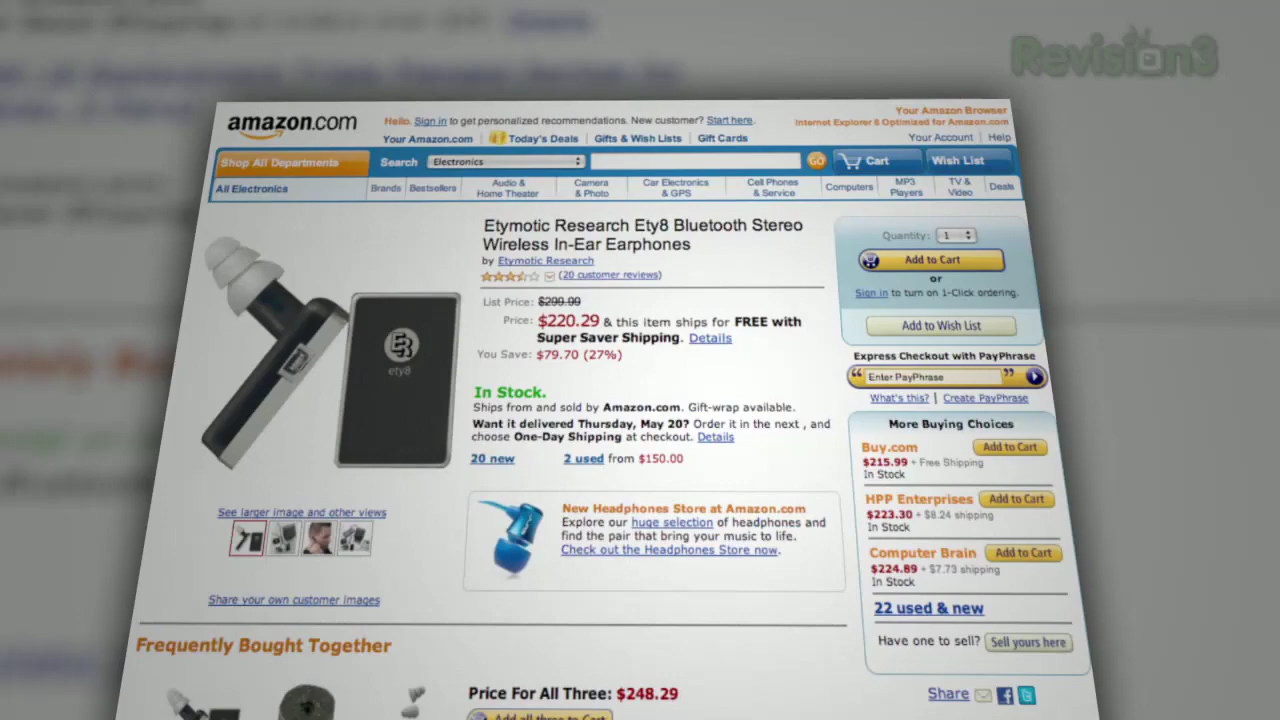 Revision3
amazon.com
Hello. Sign in to get personalized recommendations. New customer? Start here.
Your Amazon Browser
Internet Explorer 8 Optimized for Amazon.com
Your Amazon.com Today's Deals Gifts & Wish Lists Gift Cards
Your Account Help
Shop All Departments Search Electronics GO Cart Wish List
All Electronics Brands Bestsellers Audio & Home Theater Camera & Photo Car Electronics & GPS Cell Phones & Service Computers MP3 Players TV & Video Deals
Etymotic Research Ety8 Bluetooth Stereo
Wireless In-Ear Earphones
by Etymotic Research
(20 customer reviews)
List Price: $299.99
Price: $220.29 & this item ships for FREE with
Super Saver Shipping. Details
You Save: $79.70 (27%)
In Stock.
Ships from and sold by Amazon.com. Gift-wrap available.
Want it delivered Thursday, May 20? Order it in the next , and
choose One-Day Shipping at checkout. Details
20 new 2 used from $150.00
ety8
See larger image and other views
Share your own customer images
New Headphones Store at Amazon.com
Explore our huge selection of headphones and
find the pair that bring your music to life.
Check out the Headphones Store now.
Quantity: 1
Add to Cart
or
Sign in to turn on 1-Click ordering.
Add to Wish List
Express Checkout with PayPhrase
“ Enter PayPhrase ”
What's this? | Create PayPhrase
More Buying Choices
Buy.com Add to Cart
$215.99 + Free Shipping
In Stock
HPP Enterprises Add to Cart
$223.30 + $8.24 shipping
In Stock
Computer Brain Add to Cart
$224.89 + $7.73 shipping
In Stock
22 used & new
Have one to sell? Sell yours here
Share
Frequently Bought Together
Price For All Three: $248.29
Add all three to Cart